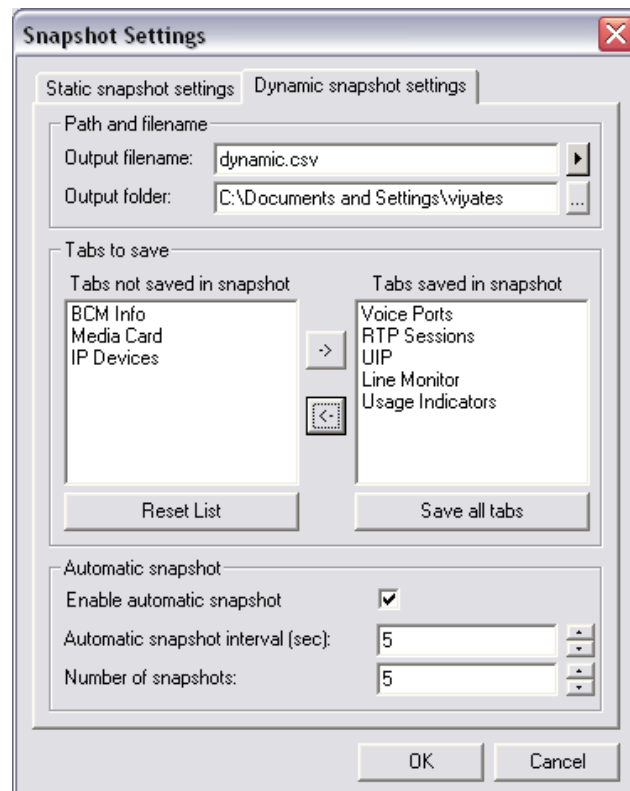 Snapshot Settings
Static snapshot settings
Dynamic snapshot settings
Path and filename
Output filename: dynamic.csv
Output folder: C:\Documents and Settings\viyates ...
Tabs to save
Tabs not saved in snapshot
BCM Info
Media Card
IP Devices
Reset List
->
<-
Tabs saved in snapshot
Voice Ports
RTP Sessions
UIP
Line Monitor
Usage Indicators
Save all tabs
Automatic snapshot
Enable automatic snapshot
Automatic snapshot interval (sec): 5
Number of snapshots: 5
OK
Cancel